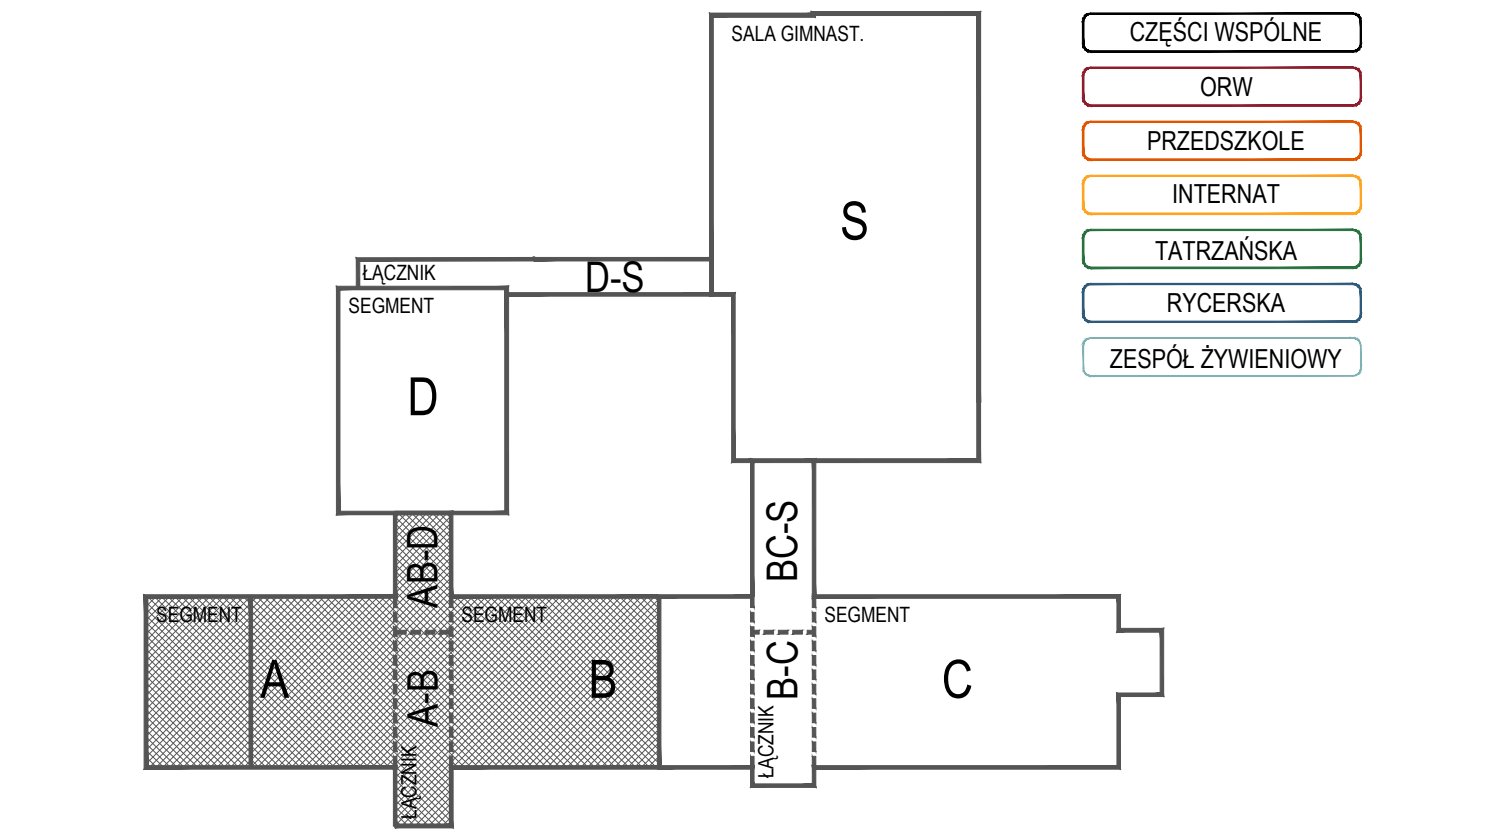 SALA GIMNAST.
S
ŁĄCZNIK
D-S
SEGMENT
D
AB-D
BC-S
SEGMENT
A
A-B
ŁĄCZNIK
SEGMENT
B
B-C
ŁĄCZNIK
SEGMENT
C
CZĘŚCI WSPÓLNE
ORW
PRZEDSZKOLE
INTERNAT
TATRZAŃSKA
RYCERSKA
ZESPÓŁ ŻYWIENIOWY